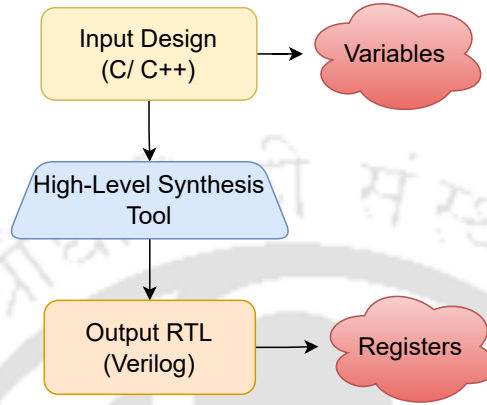 Input Design
(C/ C++)
Variables
High-Level Synthesis
Tool
Output RTL
(Verilog)
Registers